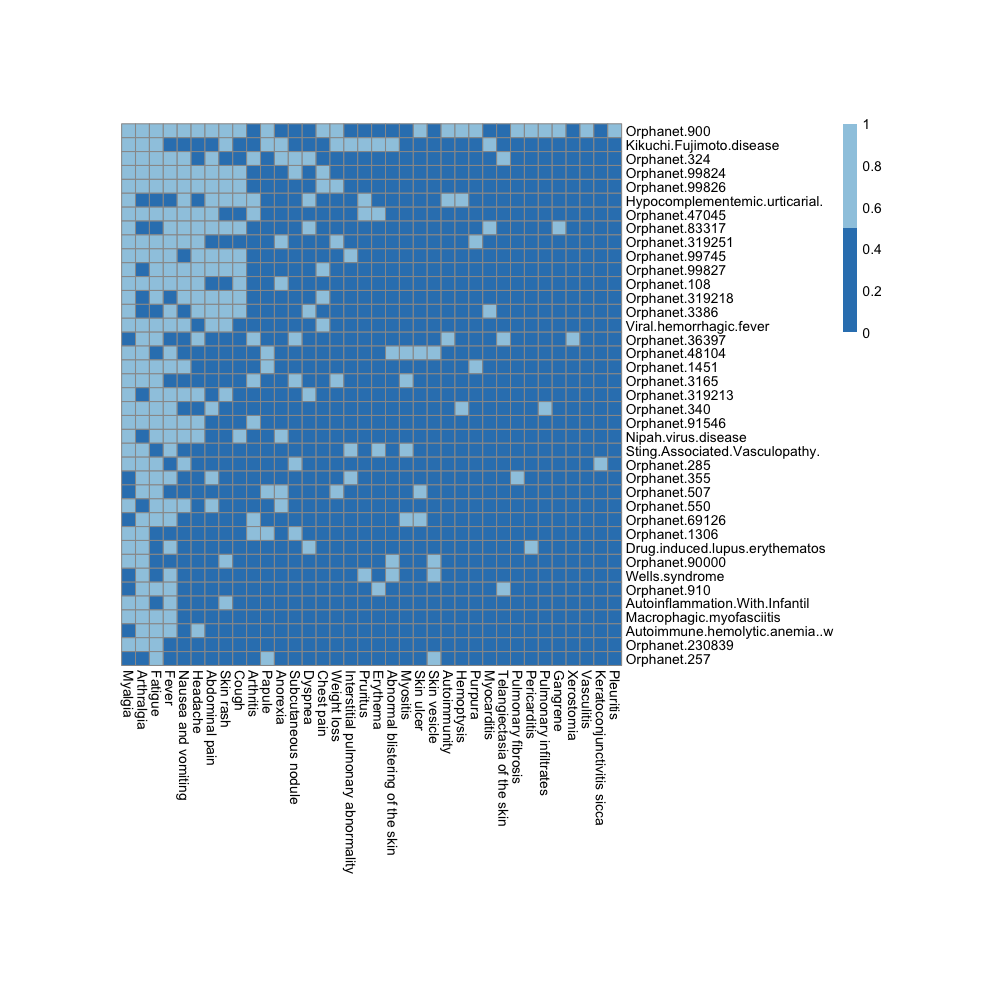 Orphanet.900
Kikuchi.Fujimoto.disease
Orphanet.324
Orphanet.99824
Orphanet.99826
Hypocomplementemic.urticarial.
Orphanet.47045
Orphanet.83317
Orphanet.319251
Orphanet.99745
Orphanet.99827
Orphanet.108
Orphanet.319218
Orphanet.3386
Viral.hemorrhagic.fever
Orphanet.36397
Orphanet.48104
Orphanet.1451
Orphanet.3165
Orphanet.319213
Orphanet.340
Orphanet.91546
Nipah.virus.disease
Sting.Associated.Vasculopathy.
Orphanet.285
Orphanet.355
Orphanet.507
Orphanet.550
Orphanet.69126
Orphanet.1306
Drug.induced.lupus.erythematos
Orphanet.90000
Wells.syndrome
Orphanet.910
Autoinflammation.With.Infantil
Macrophagic.myofasciitis
Autoimmune.hemolytic.anemia..w
Orphanet.230839
Orphanet.257
1
0.8
0.6
0.4
0.2
0
Myalgia
Arthralgia
Fatigue
Fever
Nausea and vomiting
Headache
Abdominal pain
Skin rash
Cough
Arthritis
Papule
Anorexia
Subcutaneous nodule
Dyspnea
Chest pain
Weight loss
Interstitial pulmonary abnormality
Pruritus
Erythema
Abnormal blistering of the skin
Myositis
Skin ulcer
Skin vesicle
Autoimmunity
Hemoptysis
Purpura
Myocarditis
Telangiectasia of the skin
Pulmonary fibrosis
Pericarditis
Pulmonary infiltrates
Gangrene
Xerostomia
Vasculitis
Keratoconjunctivitis sicca
Pleuritis